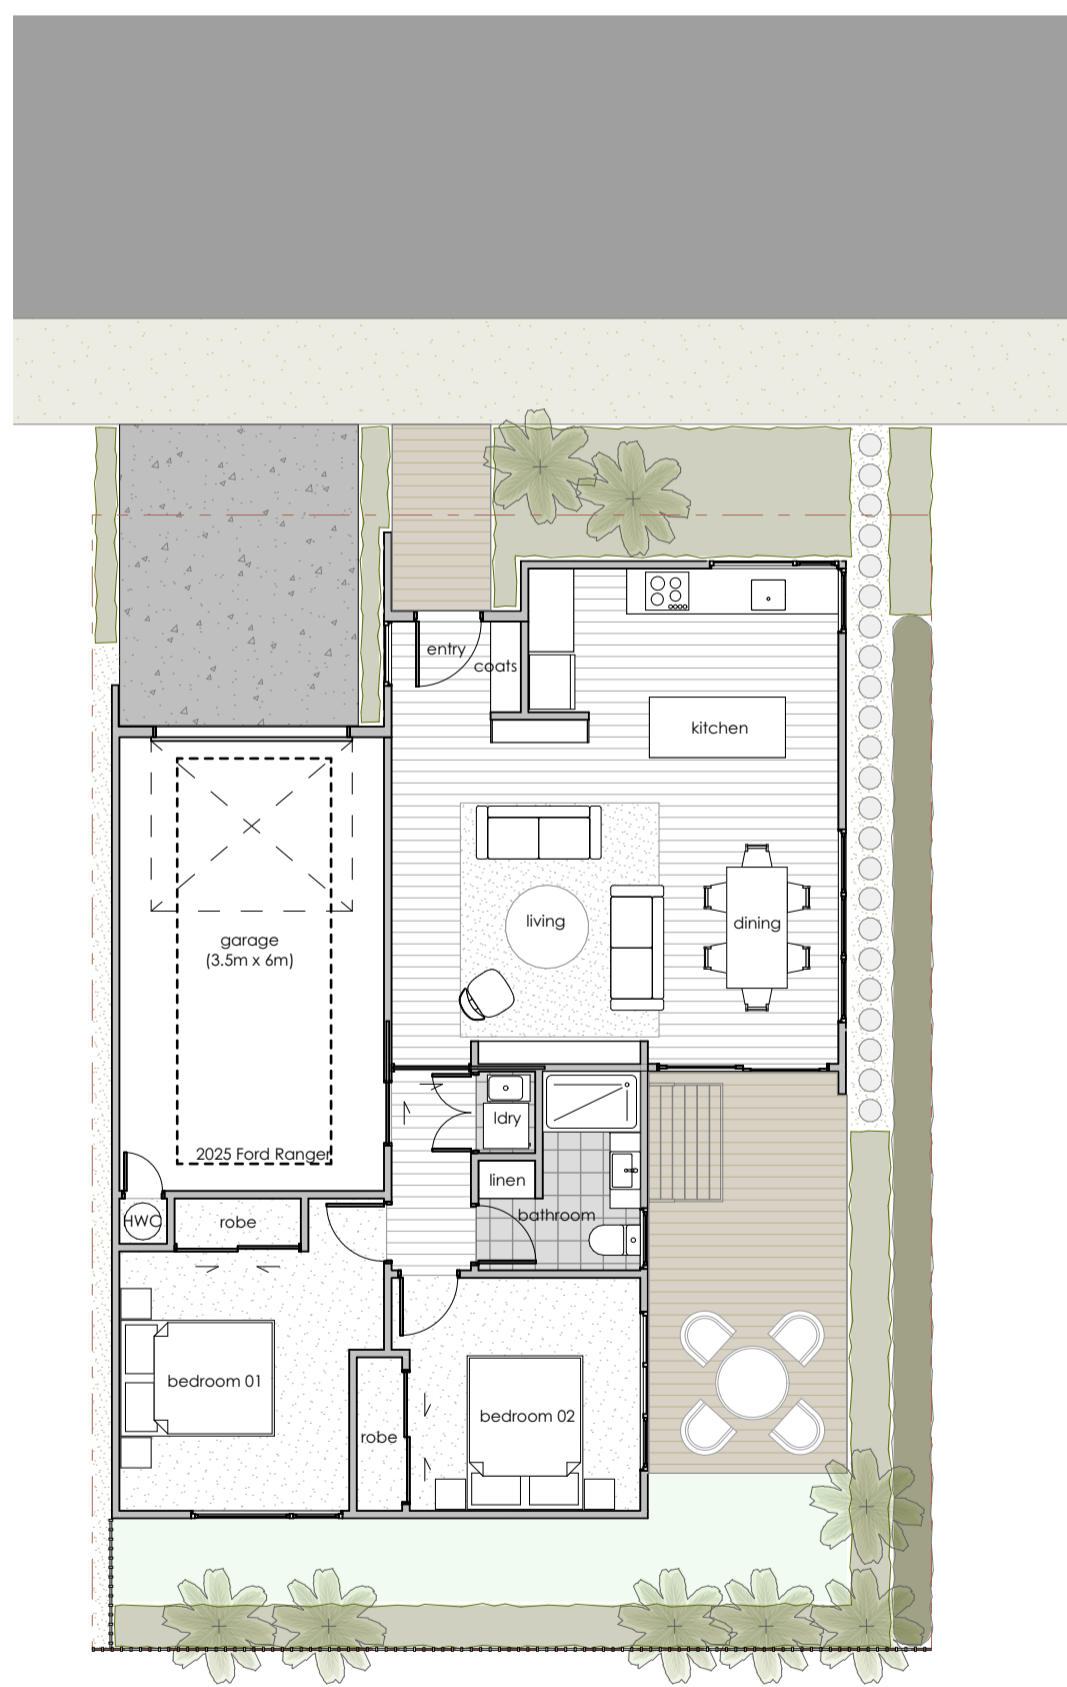 entry
coats
kitchen
living
dining
garage
(3.5m x 6m)
2025 Ford Ranger
ldry
linen
HWC
robe
bathroom
bedroom 01
bedroom 02
robe